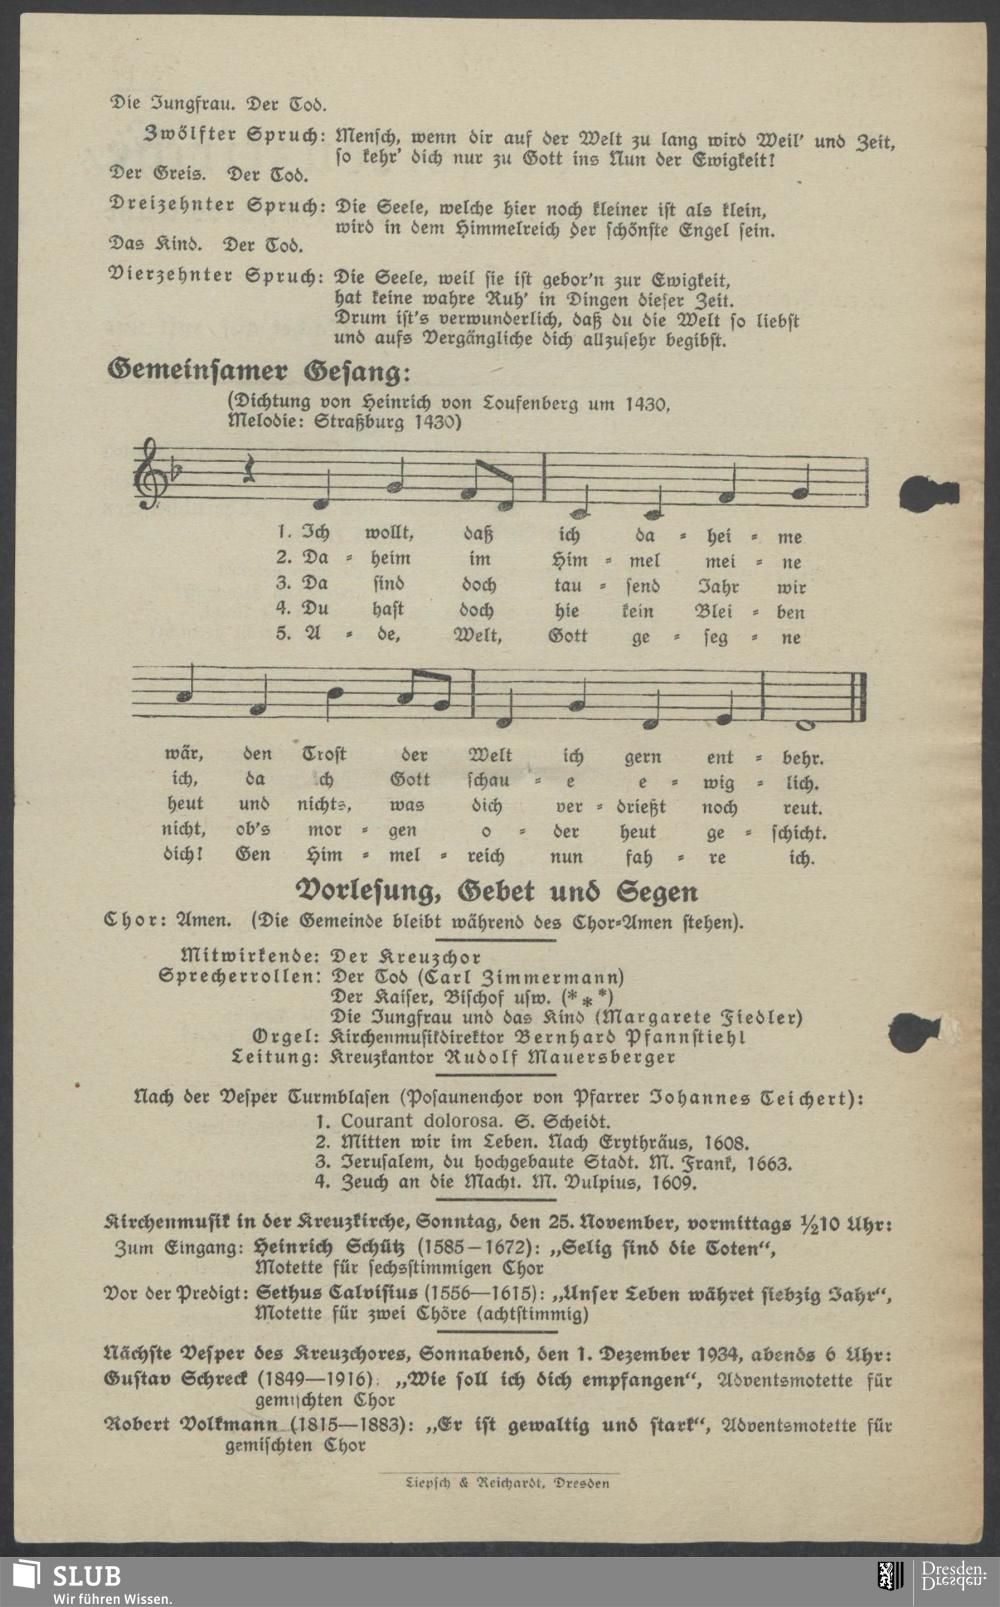 Die Jungfrau. Der Tod.
Zwölfter Spruch: Mensch, wenn dir auf der Welt zu lang wird Weil' und Zeit,
so kehr' dich nur zu Gott ins Nun der Ewigkeit!
Der Greis. Der Tod.
Dreizehnter Spruch: Die Seele, welche hier noch kleiner ist als klein,
wird in dem Himmelreich der schönste Engel sein.
Das Kind. Der Tod.
Vierzehnter Spruch: Die Seele, weil sie ist gebor'n zur Ewigkeit,
hat keine wahre Ruh' in Dingen dieser Zeit.
Drum ist's verwunderlich, daß du die Welt so liebst
und aufs Vergängliche dich allzusehr begibst.
Gemeinsamer Gesang:
(Dichtung von Heinrich von Loufenberg um 1430,
Melodie: Straßburg 1430)
1. Ich wollt, daß ich da - hei - me
2. Da - heim im Him - mel mei - ne
3. Da sind doch tau - send Jahr wir
4. Du hast doch hie kein Blei - ben
5. A - de, Welt, Gott ge - seg - ne
wär, den Trost der Welt ich gern ent - behr.
ich, da ch Gott schau - e e - wig - lich.
heut und nichts, was dich ver - drießt noch reut.
nicht, ob's mor - gen o - der heut ge - schicht.
dich! Gen Him - mel - reich nun fah - re ich.
Vorlesung, Gebet und Segen
Chor: Amen. (Die Gemeinde bleibt während des Chor-Amen stehen).
Mitwirkende: Der Kreuzchor
Sprecherrollen: Der Tod (Carl Zimmermann)
Der Kaiser, Bischof usw. (* * *)
Die Jungfrau und das Kind (Margarete Fiedler)
Orgel: Kirchenmusikdirektor Bernhard Pfannstiehl
Leitung: Kreuzkantor Rudolf Mauersberger
Nach der Vesper Turmblasen (Posaunenchor von Pfarrer Johannes Teichert):
1. Courant dolorosa. S. Scheidt.
2. Mitten wir im Leben. Nach Erythräus, 1608.
3. Jerusalem, du hochgebaute Stadt. M. Frank, 1663.
4. Zeuch an die Macht. M. Vulpius, 1609.
Kirchenmusik in der Kreuzkirche, Sonntag, den 25. November, vormittags ½10 Uhr:
Zum Eingang: Heinrich Schütz (1585–1672): „Selig sind die Toten“,
Motette für sechsstimmigen Chor
Vor der Predigt: Sethus Calvisius (1556—1615): „Unser Leben währet siebzig Jahr“,
Motette für zwei Chöre (achtstimmig)
Nächste Vesper des Kreuzchores, Sonnabend, den 1. Dezember 1934, abends 6 Uhr:
Gustav Schreck (1849—1916): „Wie soll ich dich empfangen“, Adventsmotette für
gemischten Chor
Robert Volkmann (1815—1883): „Er ist gewaltig und stark“, Adventsmotette für
gemischten Chor
Liepsch & Reichardt, Dresden
SLUB
Wir führen Wissen.
Dresden.
Dresden.